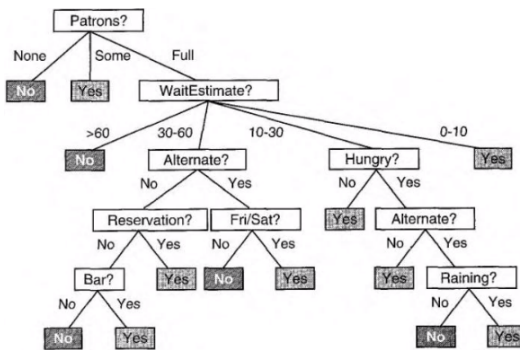 Patrons?
None Some Full
No Yes WaitEstimate?
>60 30-60 10-30 0-10
No Alternate? Hungry? Yes
No Yes No Yes
Reservation? Fri/Sat? Yes Alternate?
No Yes No Yes No Yes
Bar? Yes No Yes Yes Raining?
No Yes No Yes
No Yes No Yes